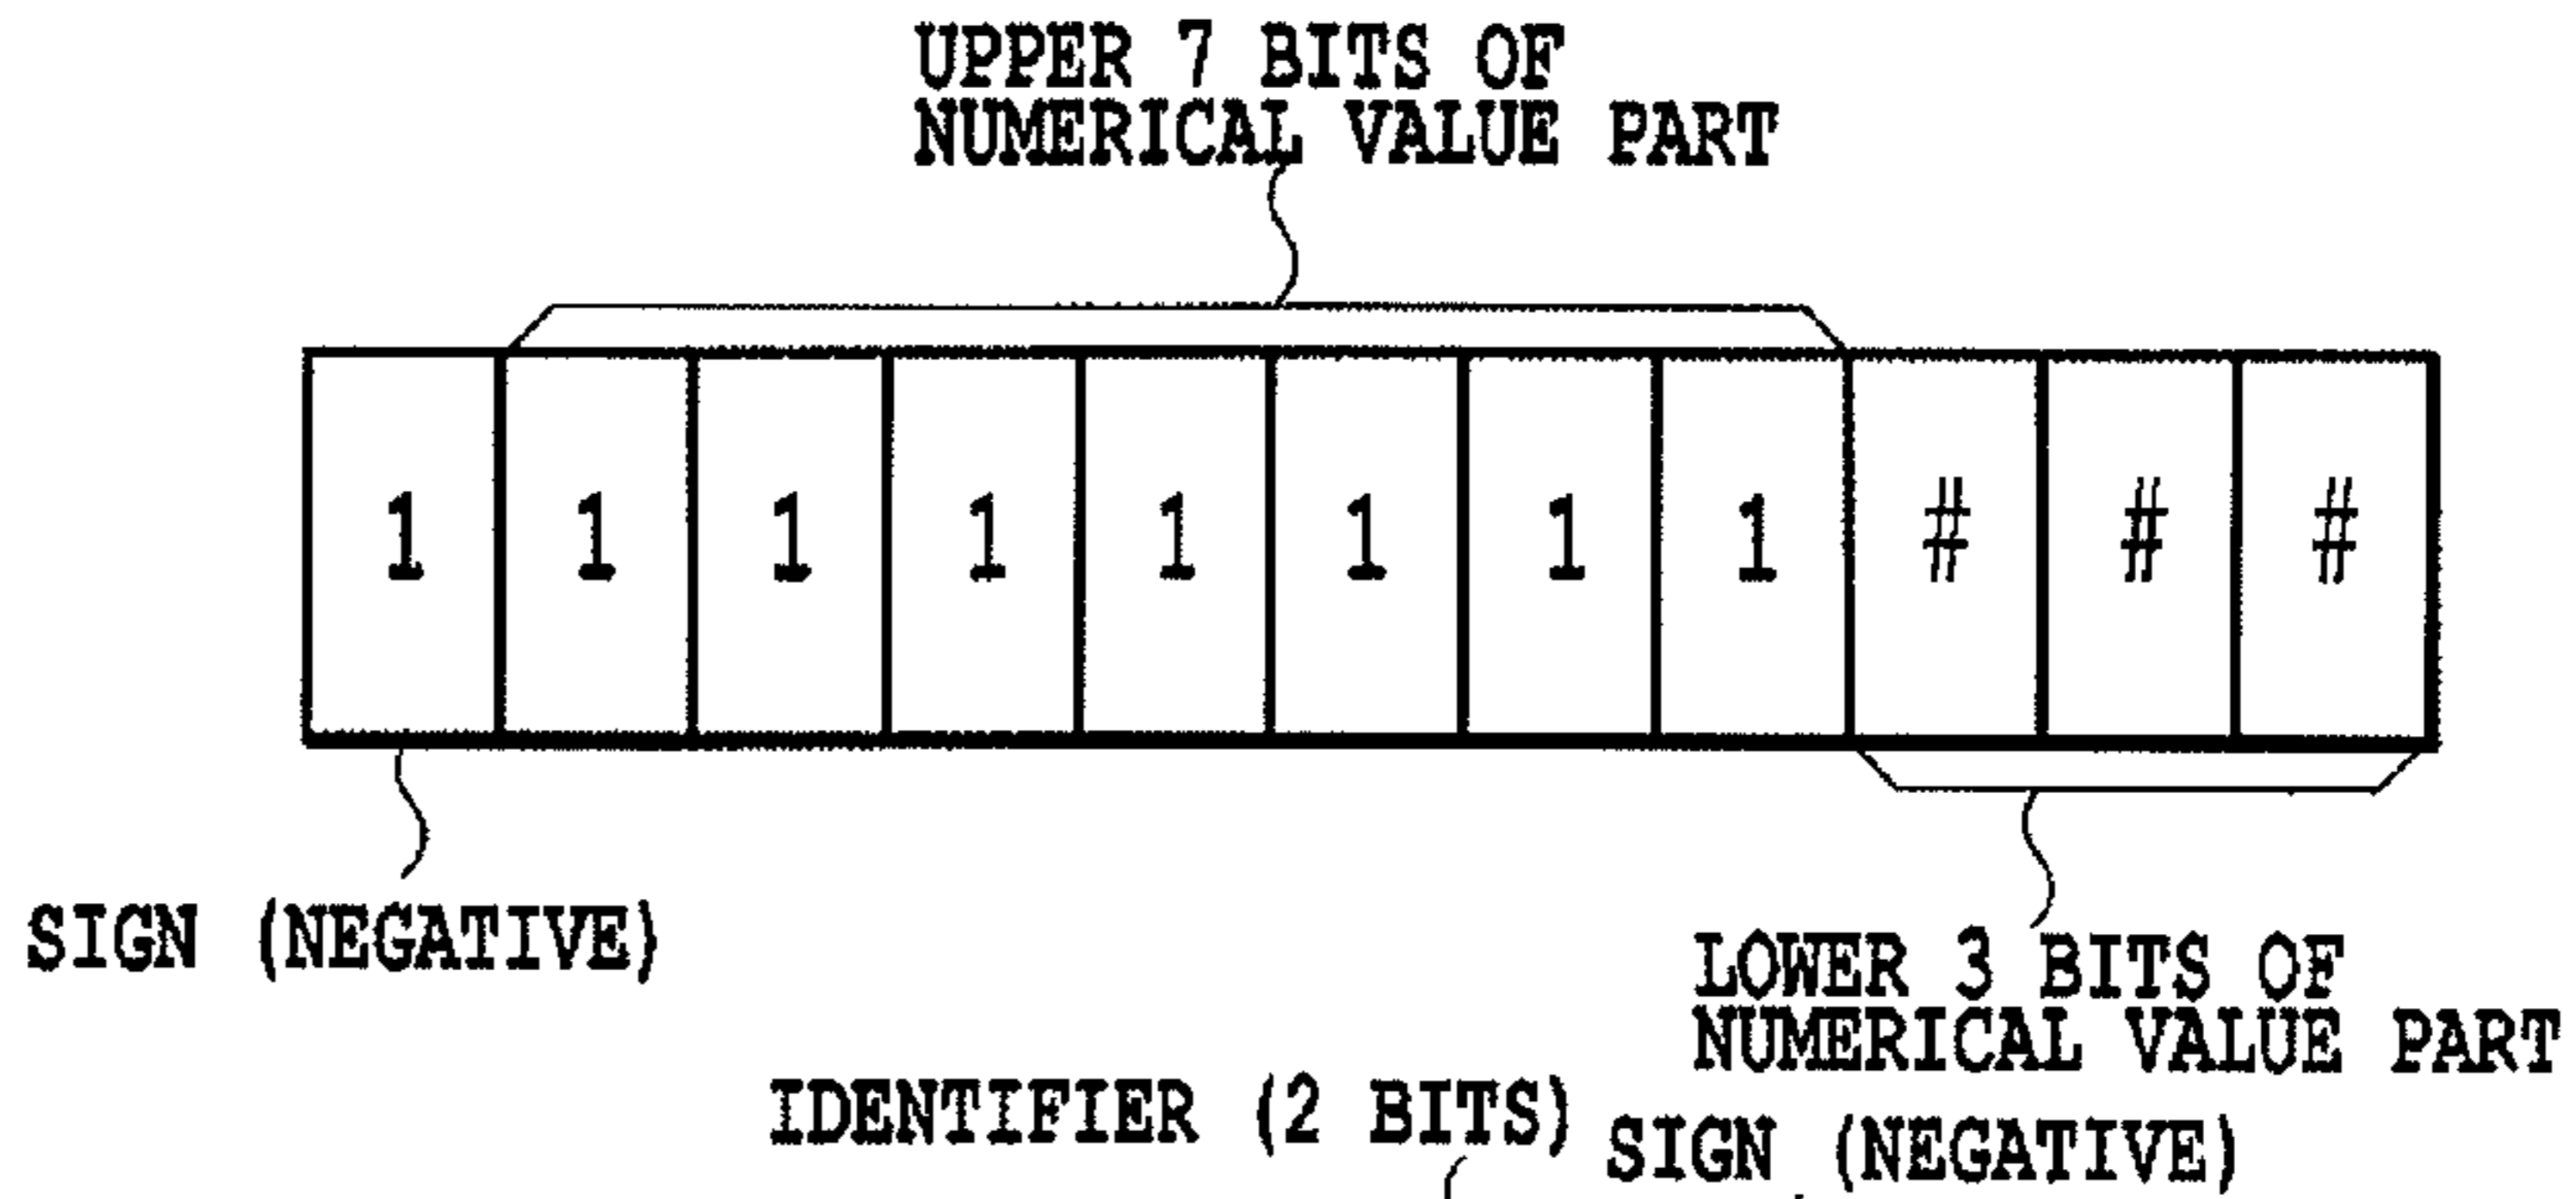 UPPER 7 BITS OF
NUMERICAL VALUE PART
1 1 1 1 1 1 1 1 # # #
SIGN (NEGATIVE)
LOWER 3 BITS OF
NUMERICAL VALUE PART
IDENTIFIER (2 BITS)
SIGN (NEGATIVE)